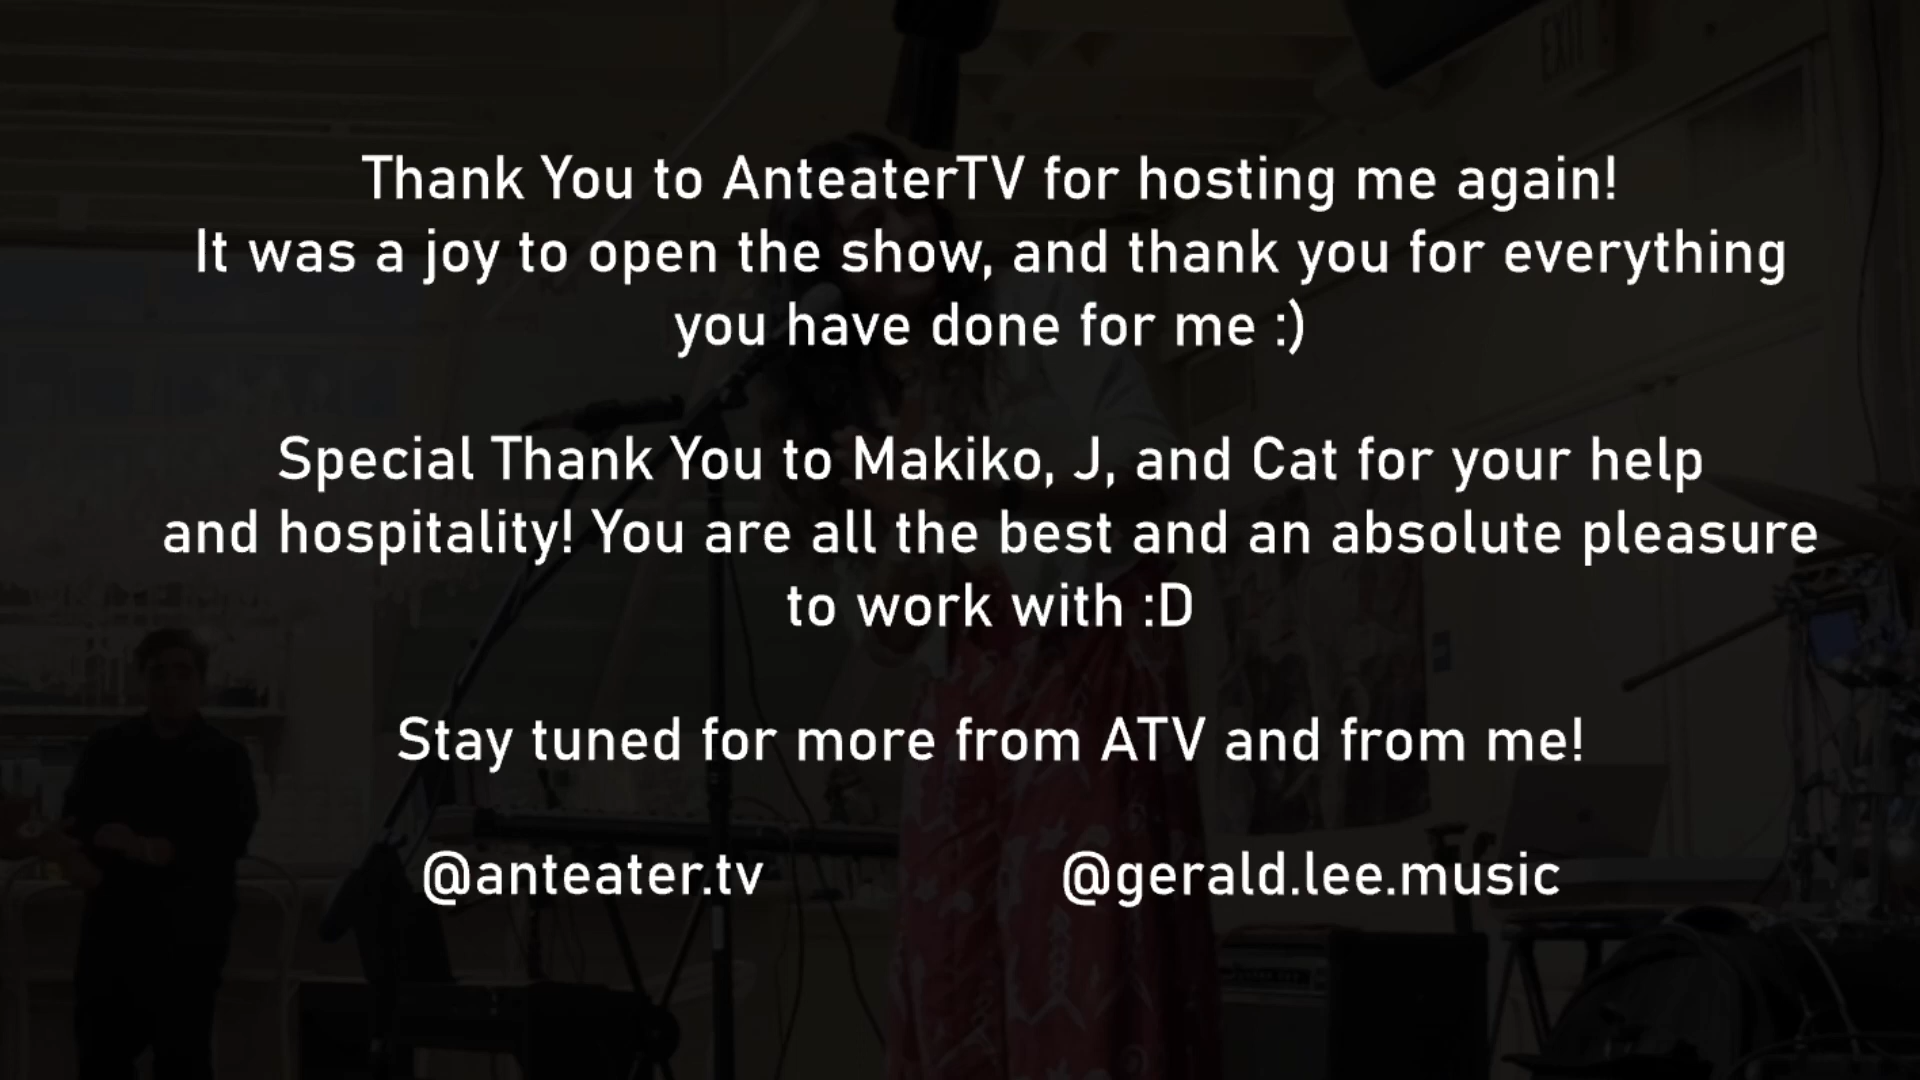 Thank You to AnteaterTV for hosting me again!
It was a joy to open the show, and thank you for everything
you have done for me :)
Special Thank You to Makiko, J, and Cat for your help
and hospitality! You are all the best and an absolute pleasure
to work with :D
Stay tuned for more from ATV and from me!
@anteater.tv @gerald.lee.music
EXIT